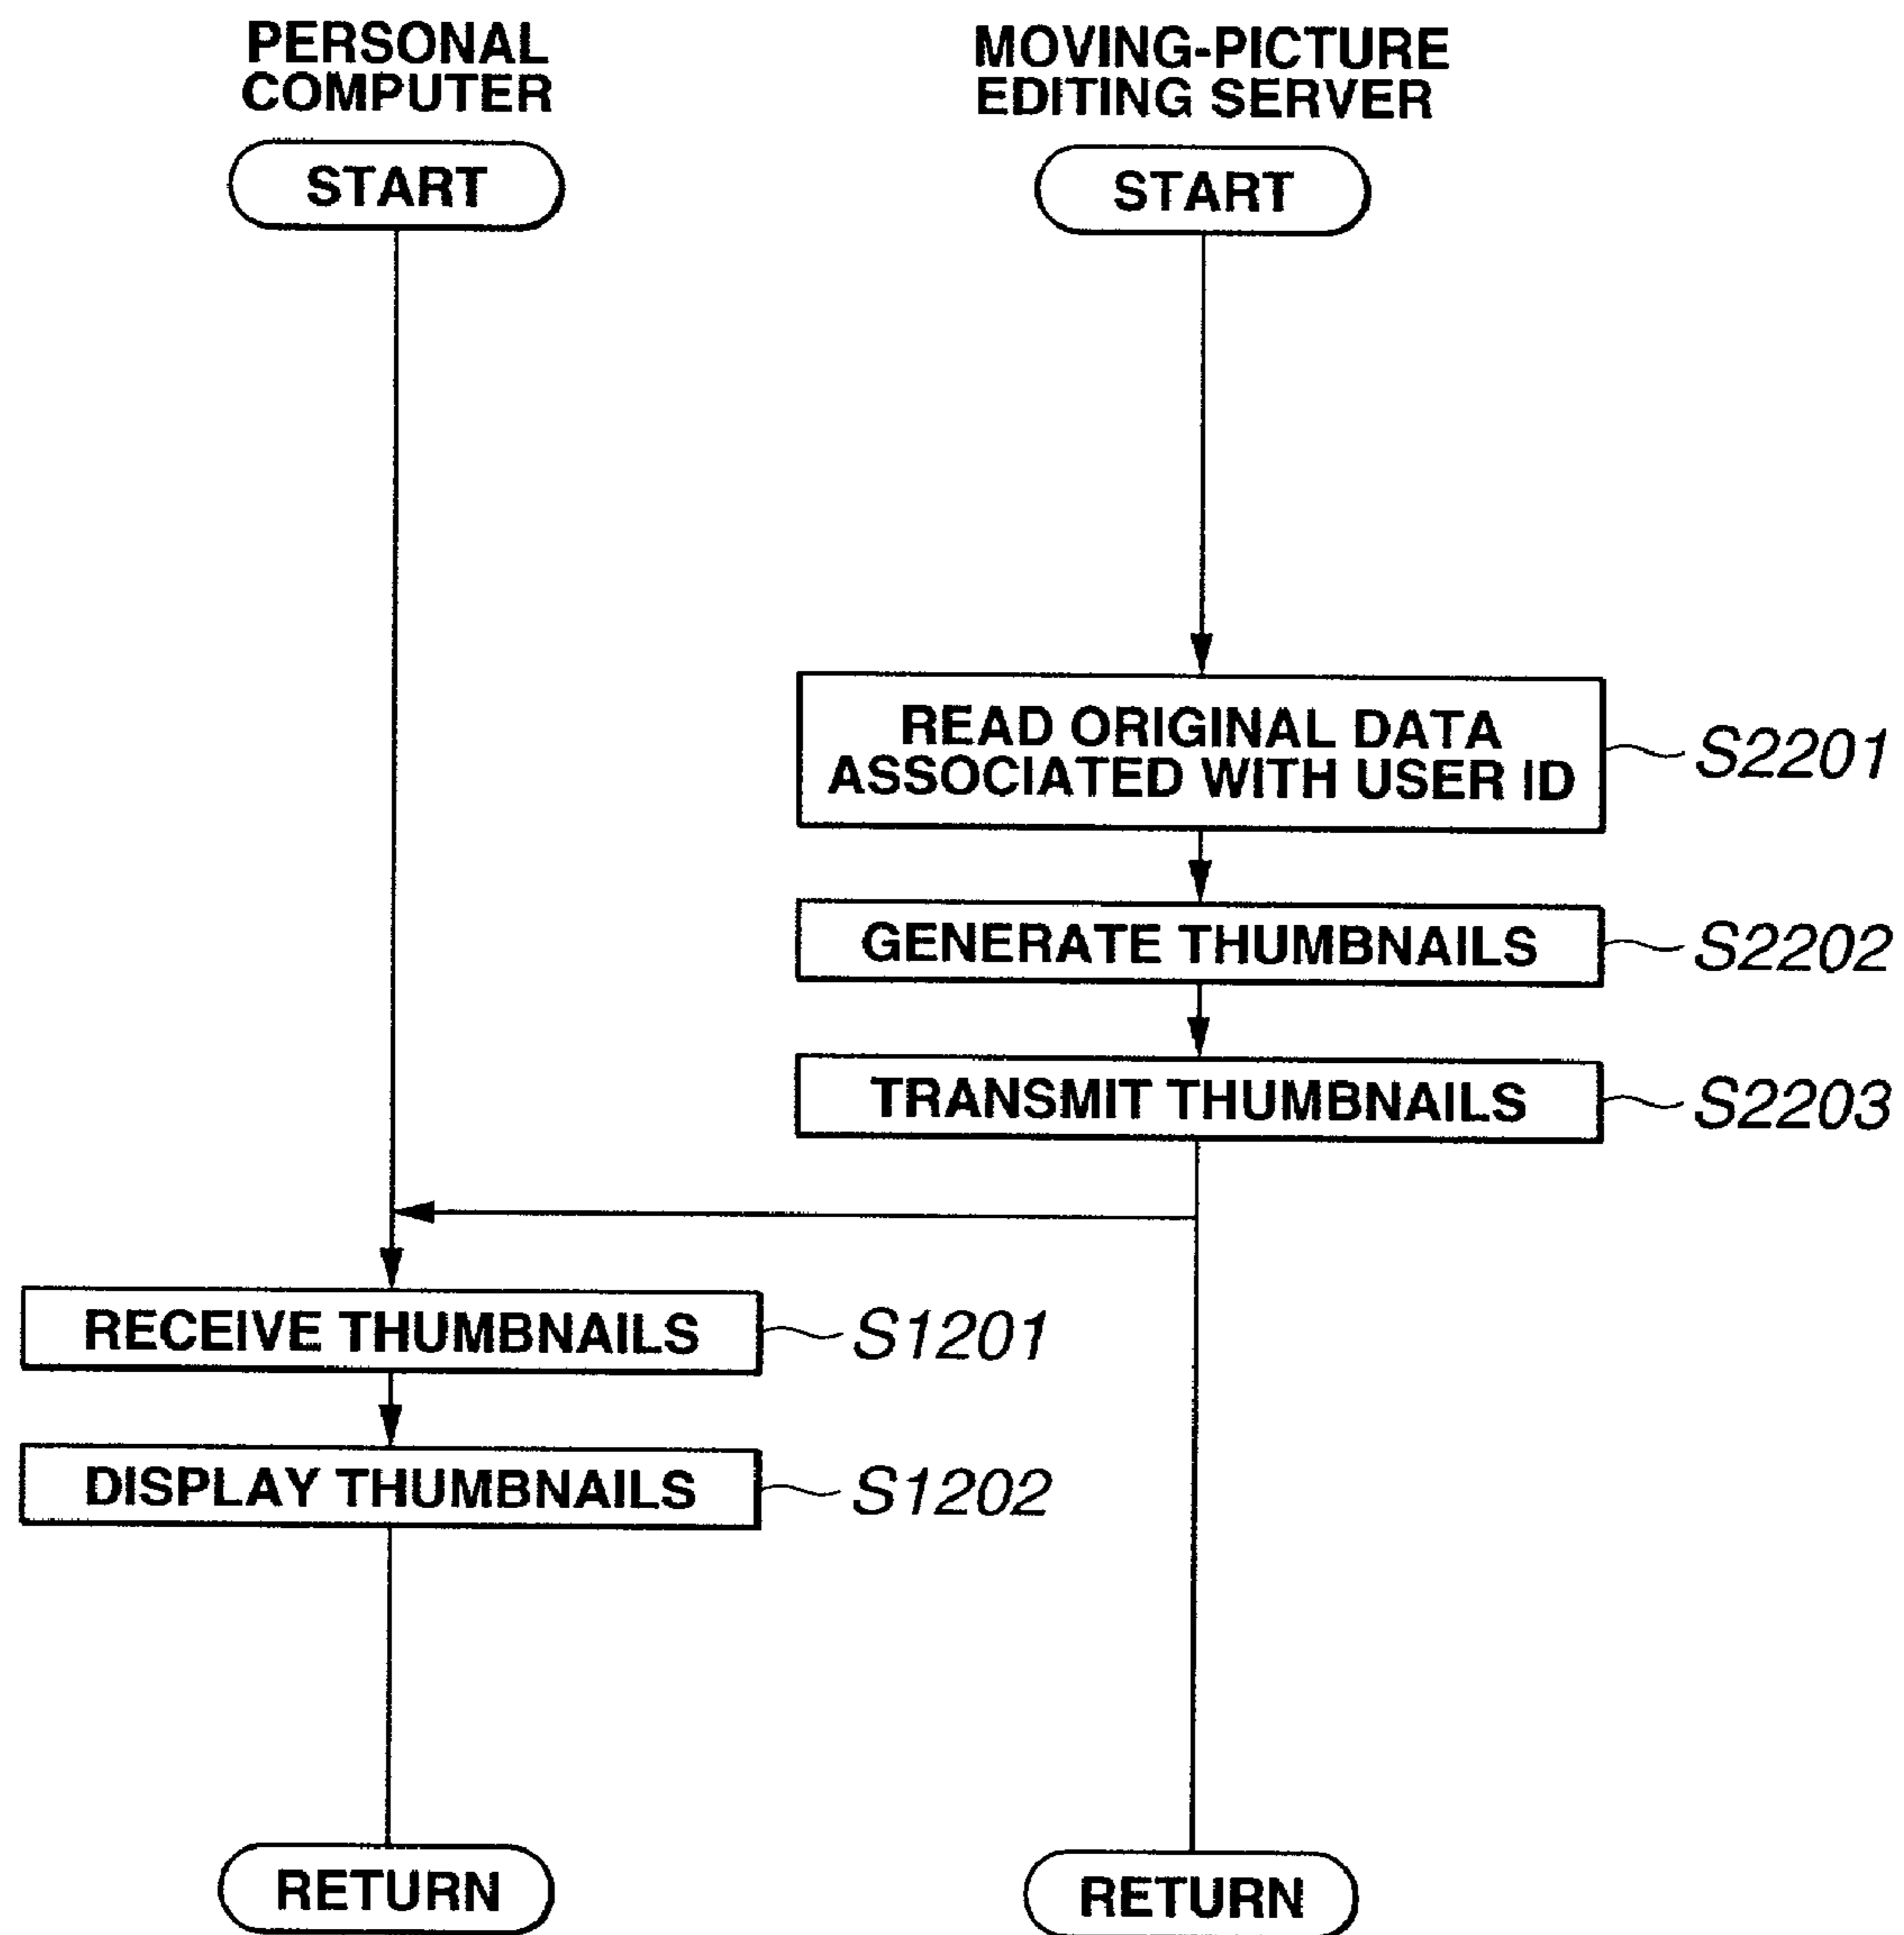 PERSONAL
COMPUTER
MOVING-PICTURE
EDITING SERVER
START
START
READ ORIGINAL DATA
ASSOCIATED WITH USER ID
S2201
GENERATE THUMBNAILS
S2202
TRANSMIT THUMBNAILS
S2203
RECEIVE THUMBNAILS
S1201
DISPLAY THUMBNAILS
S1202
RETURN
RETURN